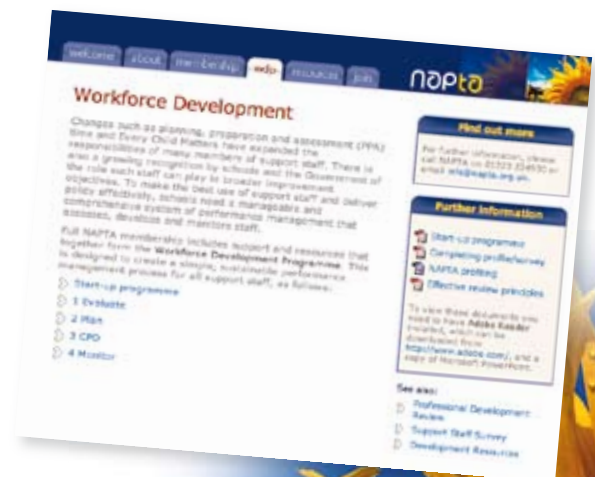 welcome about membership wdp resources join
napta
Workforce Development
Changes such as planning, preparation and assessment (PPA)
time and Every Child Matters have expanded the
responsibilities of many members of support staff. There is
also a growing recognition by schools and the Government of
the role such staff can play in broader improvement
objectives. To make the best use of support staff and deliver
policy effectively, schools need a manageable and
comprehensive system of performance management that
assesses, develops and mentors staff.
Full NAPTA membership includes support and resources that
together form the Workforce Development Programme. This
is designed to create a simple, sustainable performance
management process for all support staff, as follows:
Start-up programme
1 Evaluate
2 Plan
3 CPD
4 Monitor
Find out more
For further information, please
call NAPTA on 01223
email info@napta.org.uk.
Further information
Start-up programme
Completing profile/survey
NAPTA profiling
Effective review principles
To view these documents you
need to have Adobe Reader
installed, which can be
downloaded from
http://www.adobe.com/, and a
copy of Microsoft PowerPoint.
See also:
Professional Development
Review
Support Staff Survey
Development Resources